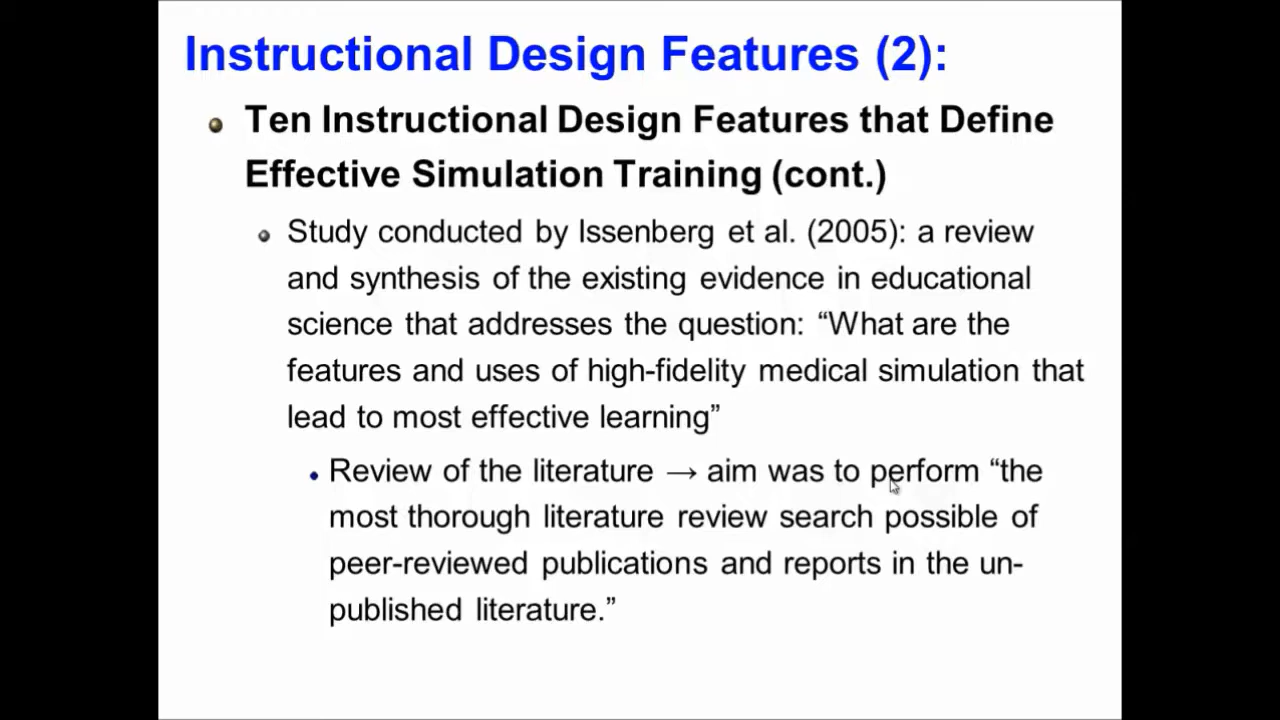 Instructional Design Features (2):
Ten Instructional Design Features that Define
Effective Simulation Training (cont.)
Study conducted by Issenberg et al. (2005): a review
and synthesis of the existing evidence in educational
science that addresses the question: “What are the
features and uses of high-fidelity medical simulation that
lead to most effective learning”
Review of the literature → aim was to perform “the
most thorough literature review search possible of
peer-reviewed publications and reports in the un-
published literature.”